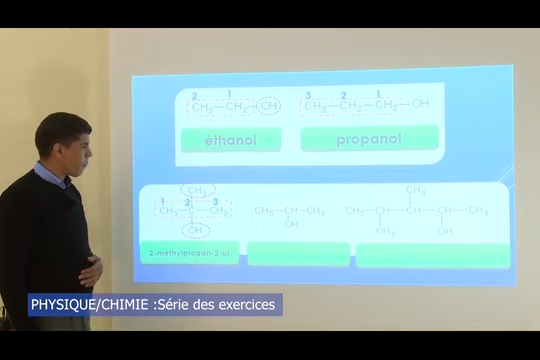 2 1
CH₃—CH₂—OH
éthanol
3 2 1
CH₃—CH₂—CH₂—OH
propanol
CH₃
1 2 3
CH₃—C—CH₃
OH
2-méthylpropan-2-ol
CH₃—CH—CH₃
OH
CH₃
CH₃—CH—CH—CH—CH₃
CH₃ OH
PHYSIQUE/CHIMIE :Série des exercices